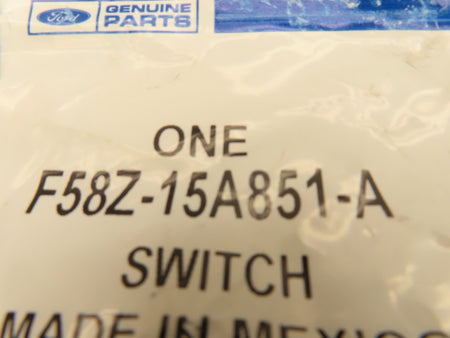 Ford GENUINE
PARTS
ONE
F58Z-15A851-A
SWITCH
MADE IN MEXICO